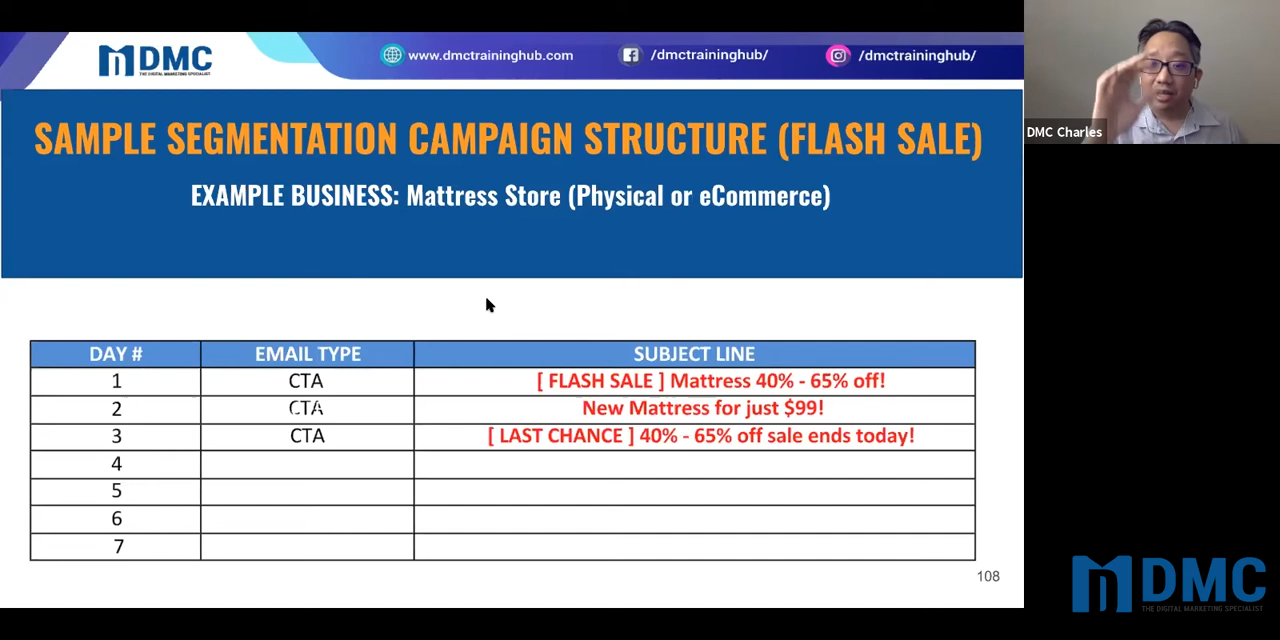 DMC
THE DIGITAL MARKETING SPECIALIST
www.dmctraininghub.com
/dmctraininghub/
/dmctraininghub/
DMC Charles
SAMPLE SEGMENTATION CAMPAIGN STRUCTURE (FLASH SALE)
EXAMPLE BUSINESS: Mattress Store (Physical or eCommerce)
DAY # EMAIL TYPE SUBJECT LINE
1 CTA [ FLASH SALE ] Mattress 40% - 65% off!
2 CTA New Mattress for just $99!
3 CTA [ LAST CHANCE ] 40% - 65% off sale ends today!
4
5
6
7
108
DMC
THE DIGITAL MARKETING SPECIALIST